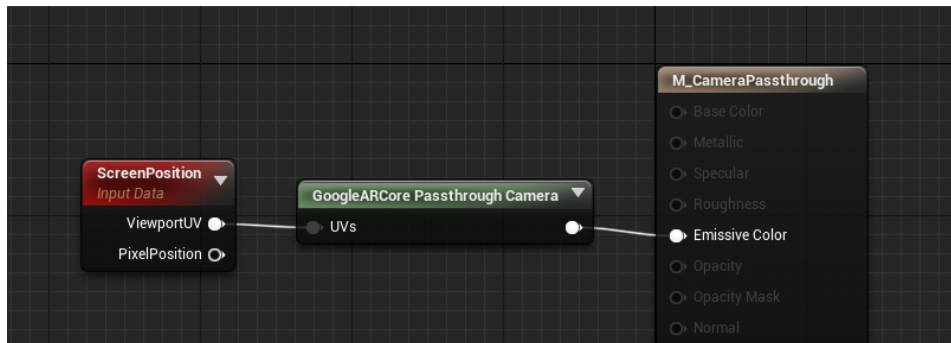 ScreenPosition
Input Data
ViewportUV
PixelPosition
GoogleARCore Passthrough Camera
UVs
M_CameraPassthrough
Base Color
Metallic
Specular
Roughness
Emissive Color
Opacity
Opacity Mask
Normal